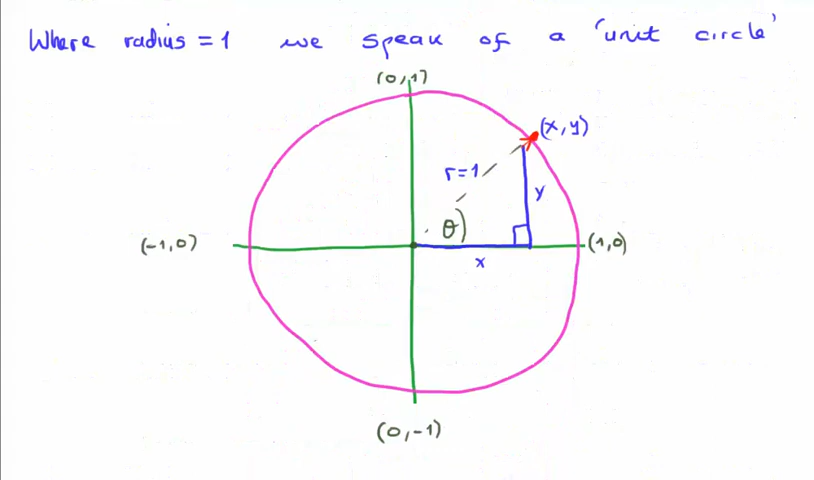 Where radius = 1 we speak of a 'unit circle'
(0,1)
(x,y)
r=1
y
θ
(-1,0)
(1,0)
x
(0,-1)